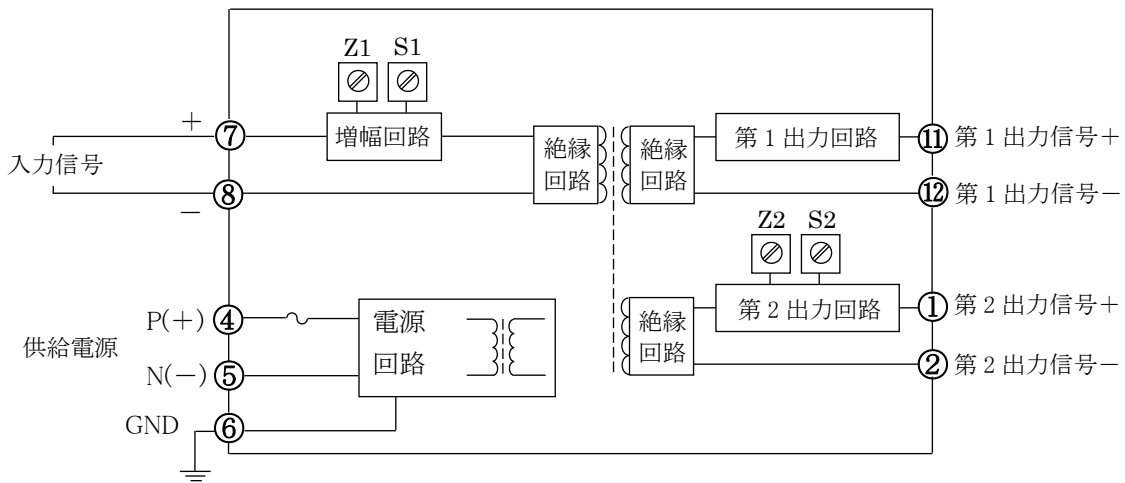 Z1 S1
+
⑦
増幅回路
入力信号
⑧
−
絶縁
回路
絶縁
回路
第1出力回路
⑪ 第1出力信号+
⑫ 第1出力信号−
Z2 S2
第2出力回路
① 第2出力信号+
絶縁
回路
② 第2出力信号−
供給電源
P(+) ④
N(−) ⑤
GND ⑥
電源
回路